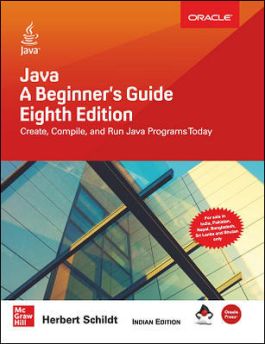 ORACLE
Java
Java
A Beginner's Guide
Eighth Edition
Create, Compile, and Run Java Programs Today
For sale in
India, Pakistan,
Nepal, Bangladesh,
Sri Lanka and Bhutan
only
Mc
Graw
Hill
Herbert Schildt
INDIAN EDITION
Oracle
Press